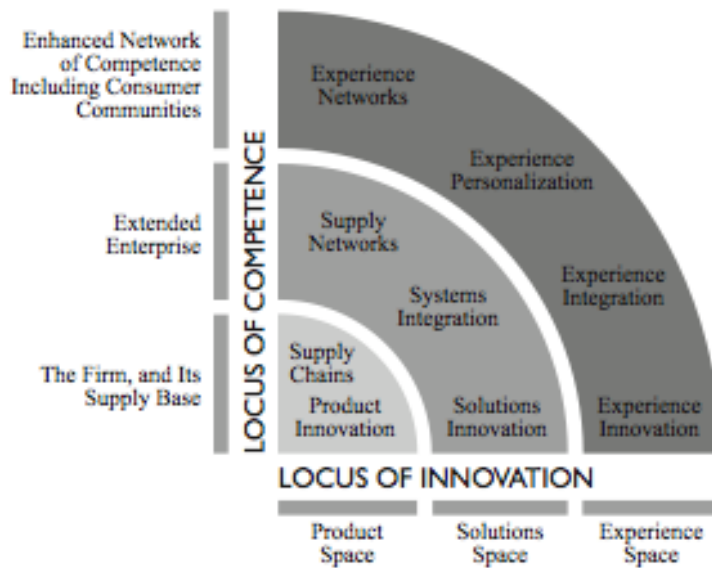 Enhanced Network
of Competence
Including Consumer
Communities
Extended
Enterprise
The Firm, and Its
Supply Base
LOCUS OF COMPETENCE
Experience
Networks
Experience
Personalization
Supply
Networks
Experience
Integration
Systems
Integration
Supply
Chains
Product
Innovation
Solutions
Innovation
Experience
Innovation
LOCUS OF INNOVATION
Product
Space
Solutions
Space
Experience
Space